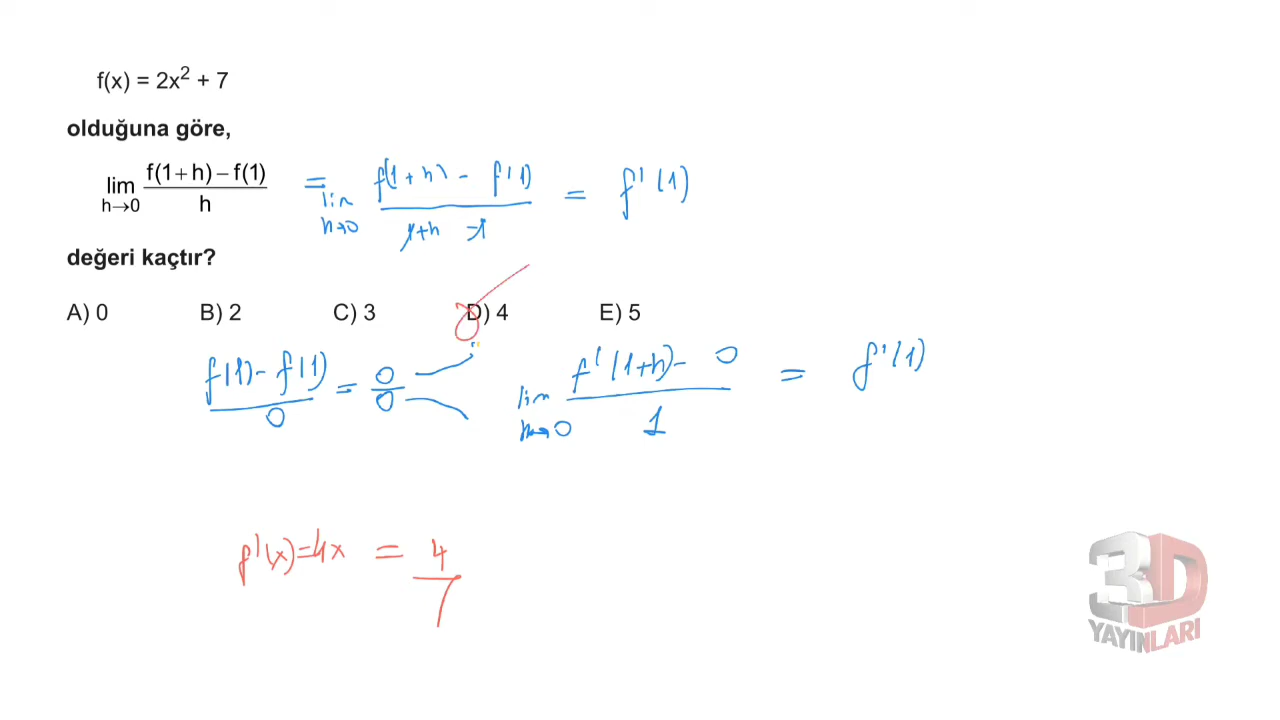 f(x) = 2x² + 7
olduğuna göre,
lim h→0 f(1+h) – f(1) / h = lim h→0 f(1+h) - f(1) / 1+h -1 = f'(1)
değeri kaçtır?
A) 0 B) 2 C) 3 D) 4 E) 5
f(1) - f(1) / 0 = 0/0 lim h→0 f'(1+h) - 0 / 1 = f'(1)
f'(x)=4x = 4
3D
YAYINLARI